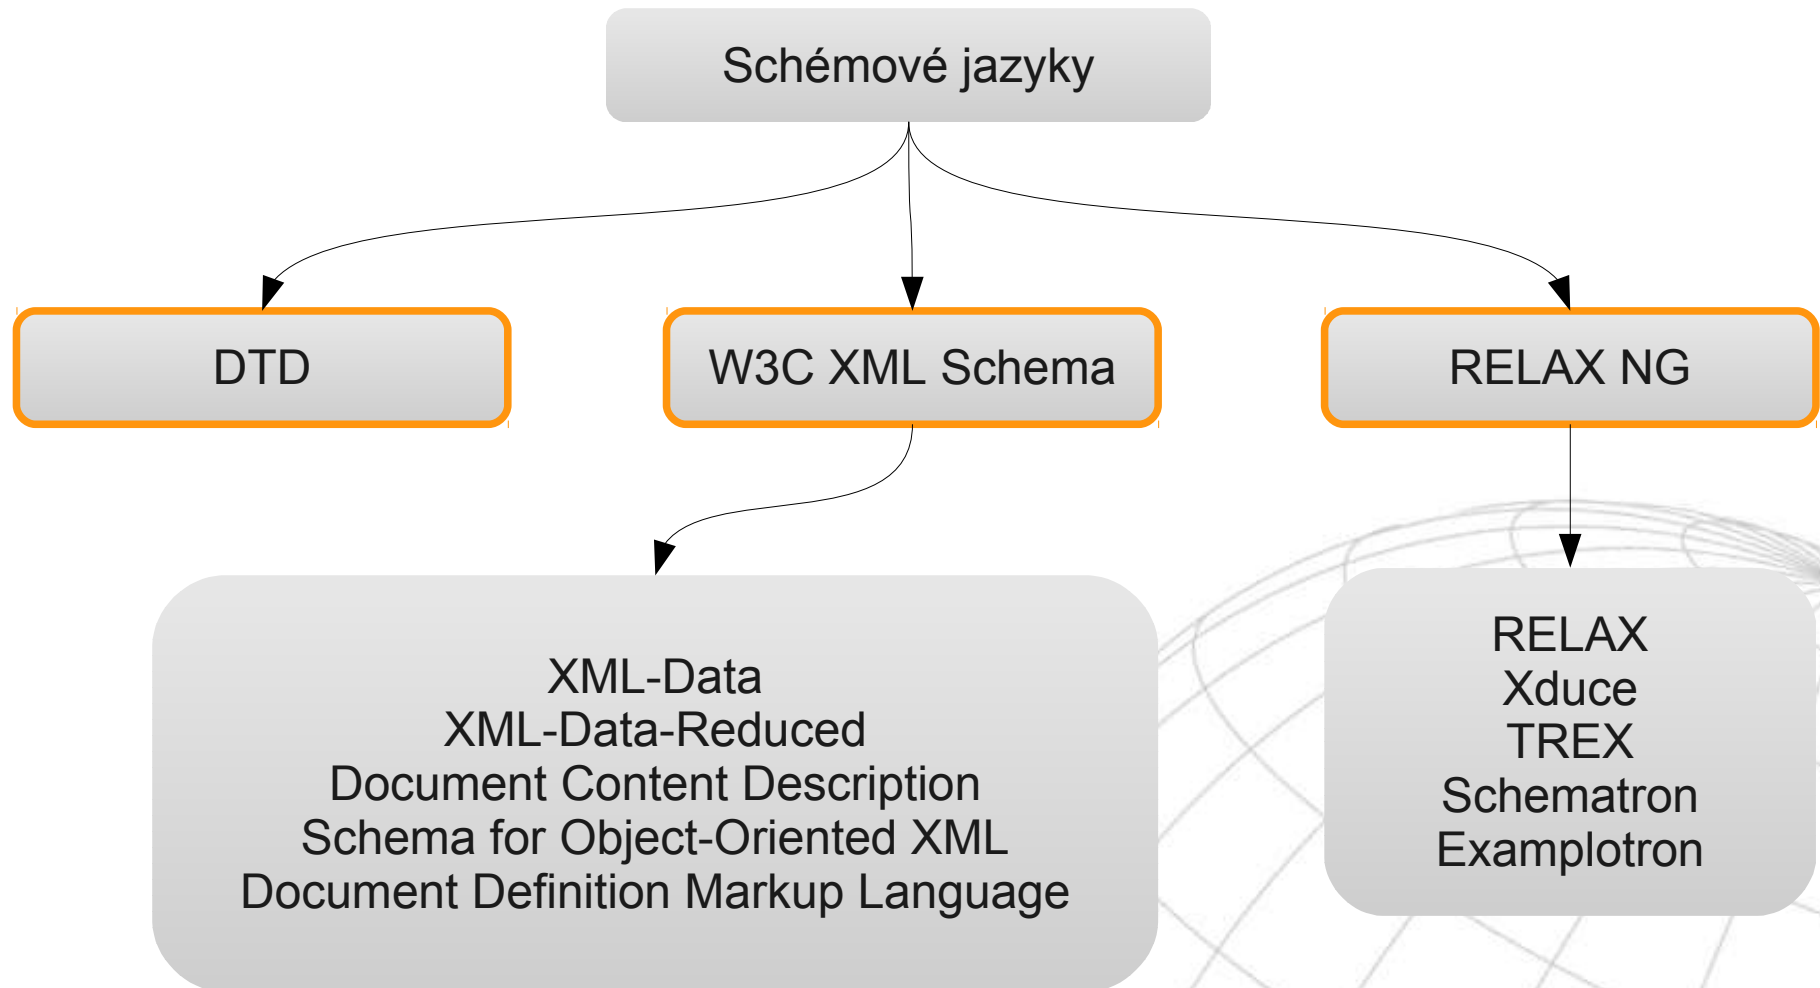 Schémové jazyky
DTD
W3C XML Schema
RELAX NG
XML-Data
XML-Data-Reduced
Document Content Description
Schema for Object-Oriented XML
Document Definition Markup Language
RELAX
Xduce
TREX
Schematron
Examplotron